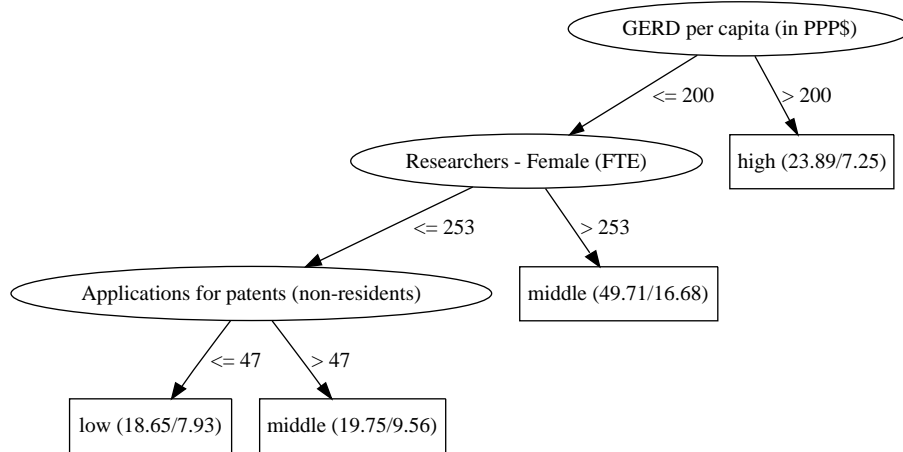 GERD per capita (in PPP$)
<= 200
> 200
Researchers - Female (FTE)
high (23.89/7.25)
<= 253
> 253
Applications for patents (non-residents)
middle (49.71/16.68)
<= 47
> 47
low (18.65/7.93)
middle (19.75/9.56)